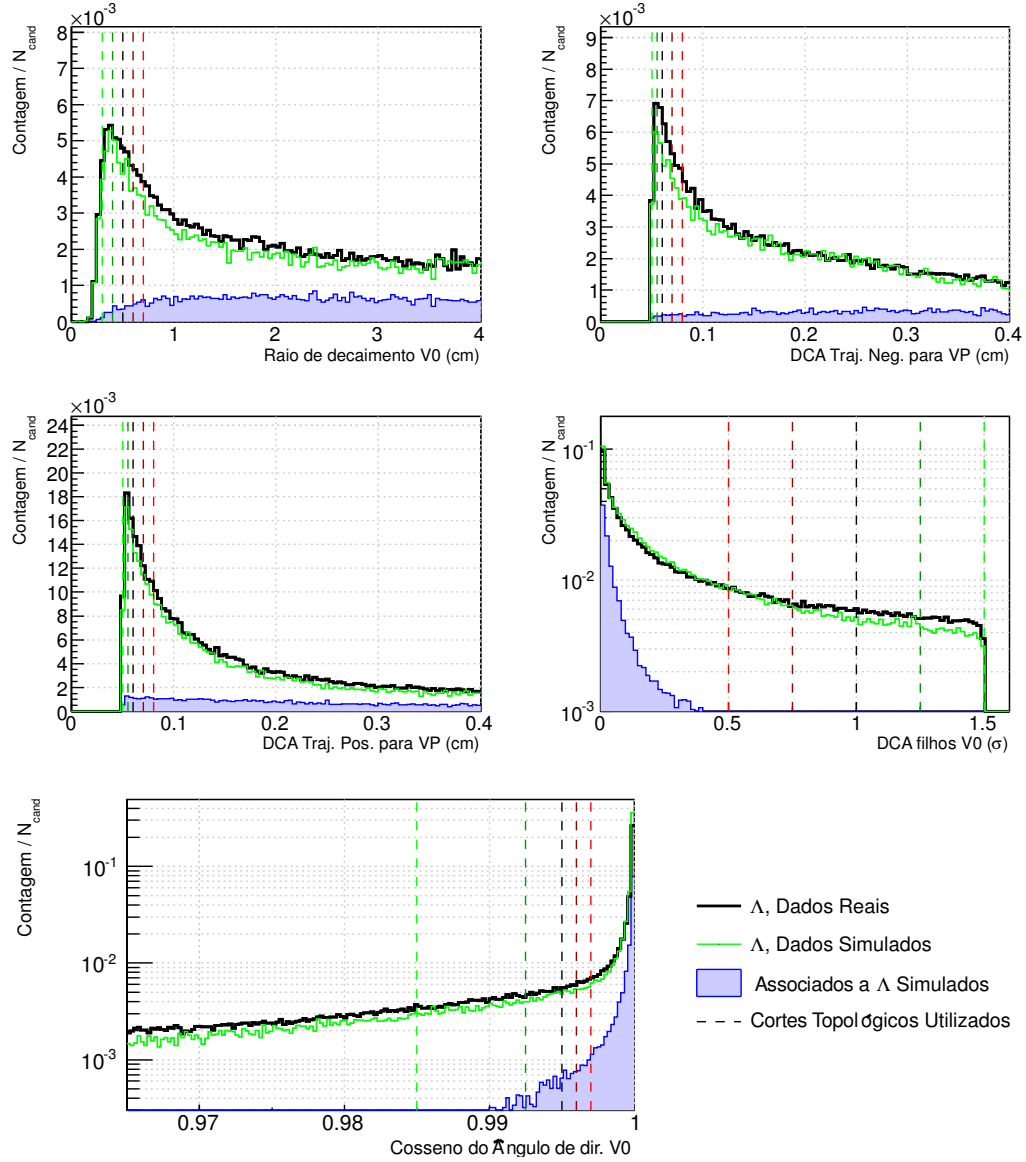 ×10⁻³
Contagem / N_cand
8
7
6
5
4
3
2
1
0
0 1 2 3 4
Raio de decaimento V0 (cm)
×10⁻³
Contagem / N_cand
9
8
7
6
5
4
3
2
1
0
0 0.1 0.2 0.3 0.4
DCA Traj. Neg. para VP (cm)
×10⁻³
Contagem / N_cand
24
22
20
18
16
14
12
10
8
6
4
2
0
0 0.1 0.2 0.3 0.4
DCA Traj. Pos. para VP (cm)
Contagem / N_cand
10⁻¹
10⁻²
10⁻³
0 0.5 1 1.5
DCA filhos V0 (σ)
Contagem / N_cand
10⁻¹
10⁻²
10⁻³
0.97 0.98 0.99 1
Cosseno do Ângulo de dir. V0
Λ, Dados Reais
Λ, Dados Simulados
Associados a Λ Simulados
Cortes Topológicos Utilizados